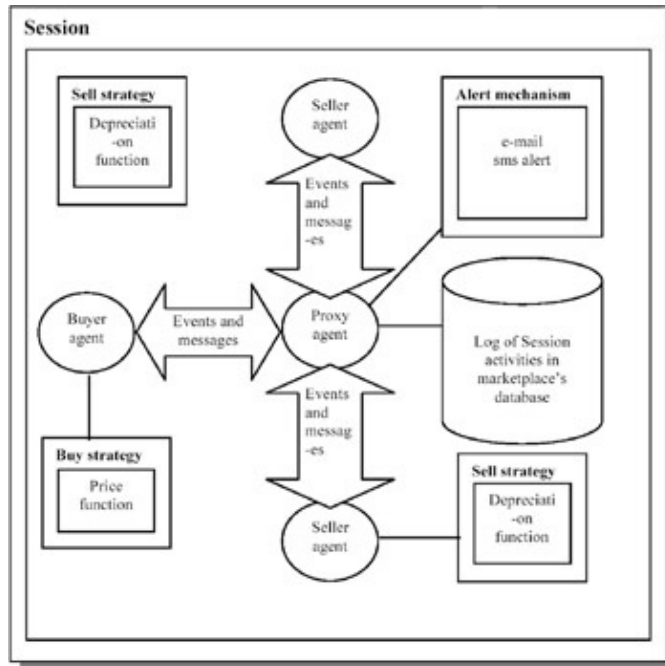 Session
Sell strategy
Depreciati
-on
function
Seller
agent
Alert mechanism
e-mail
sms alert
Events
and
messag
-es
Buyer
agent
Events and
messages
Proxy
agent
Log of Session
activities in
marketplace's
database
Events
and
messag
-es
Buy strategy
Price
function
Seller
agent
Sell strategy
Depreciati
-on
function